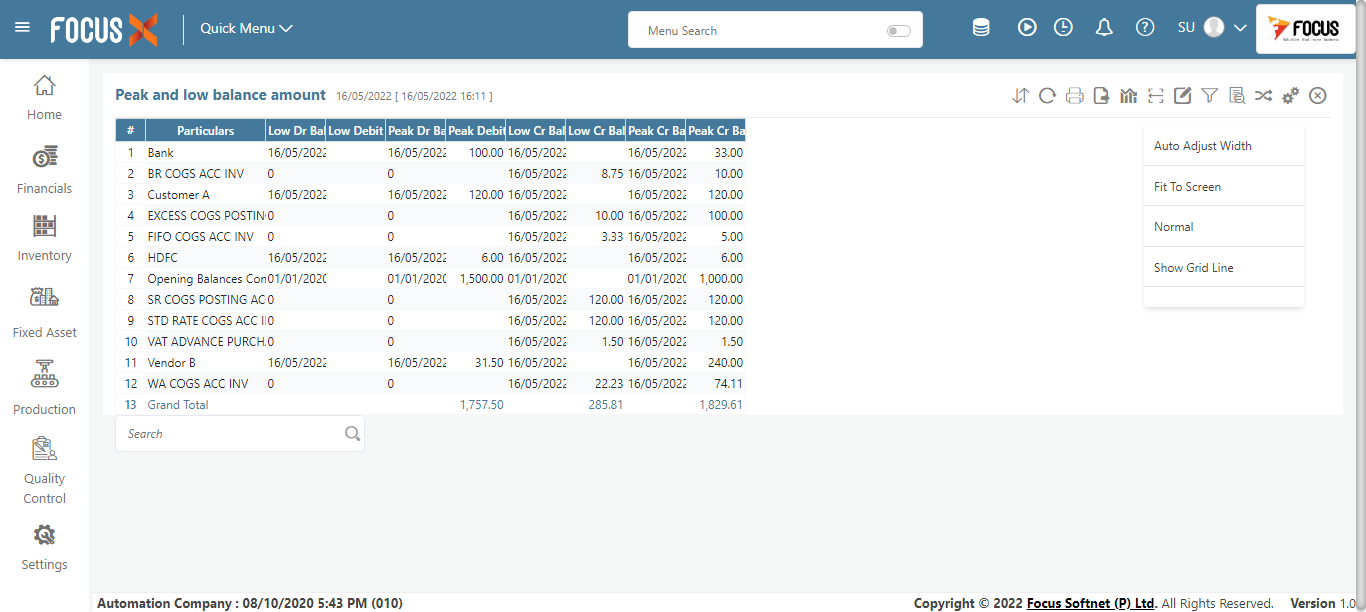 FOCUS X
Quick Menu
Menu Search
SU
FOCUS
Home
Financials
Inventory
Fixed Asset
Production
Quality
Control
Settings
Peak and low balance amount 16/05/2022 [ 16/05/2022 16:11 ]
# Particulars Low Dr Bal Low Debit Peak Dr Ba Peak Debit Low Cr Bal Low Cr Bal Peak Cr Ba Peak Cr Ba
1 Bank 16/05/2022 16/05/2022 100.00 16/05/2022 16/05/2022 33.00
2 BR COGS ACC INV 0 0 16/05/2022 8.75 16/05/2022 10.00
3 Customer A 16/05/2022 16/05/2022 120.00 16/05/2022 16/05/2022 120.00
4 EXCESS COGS POSTIN 0 0 16/05/2022 10.00 16/05/2022 100.00
5 FIFO COGS ACC INV 0 0 16/05/2022 3.33 16/05/2022 5.00
6 HDFC 16/05/2022 16/05/2022 6.00 16/05/2022 16/05/2022 6.00
7 Opening Balances Con 01/01/2020 01/01/2020 1,500.00 01/01/2020 01/01/2020 1,000.00
8 SR COGS POSTING AC 0 0 16/05/2022 120.00 16/05/2022 120.00
9 STD RATE COGS ACC I 0 0 16/05/2022 120.00 16/05/2022 120.00
10 VAT ADVANCE PURCH 0 0 16/05/2022 1.50 16/05/2022 1.50
11 Vendor B 16/05/2022 16/05/2022 31.50 16/05/2022 16/05/2022 240.00
12 WA COGS ACC INV 0 0 16/05/2022 22.23 16/05/2022 74.11
13 Grand Total 1,757.50 285.81 1,829.61
Search
Auto Adjust Width
Fit To Screen
Normal
Show Grid Line
Automation Company : 08/10/2020 5:43 PM (010)
Copyright © 2022 Focus Softnet (P) Ltd. All Rights Reserved. Version 1.0